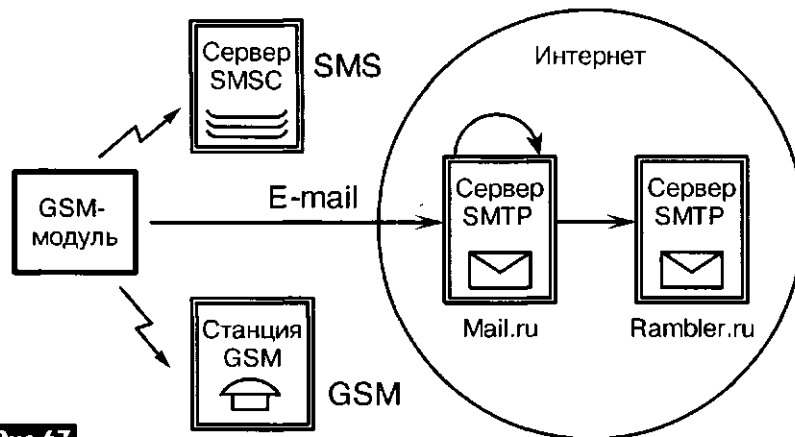 Сервер
SMSC
SMS
Интернет
GSM-
модуль
E-mail
Сервер
SMTP
Сервер
SMTP
Mail.ru
Rambler.ru
Станция
GSM
GSM